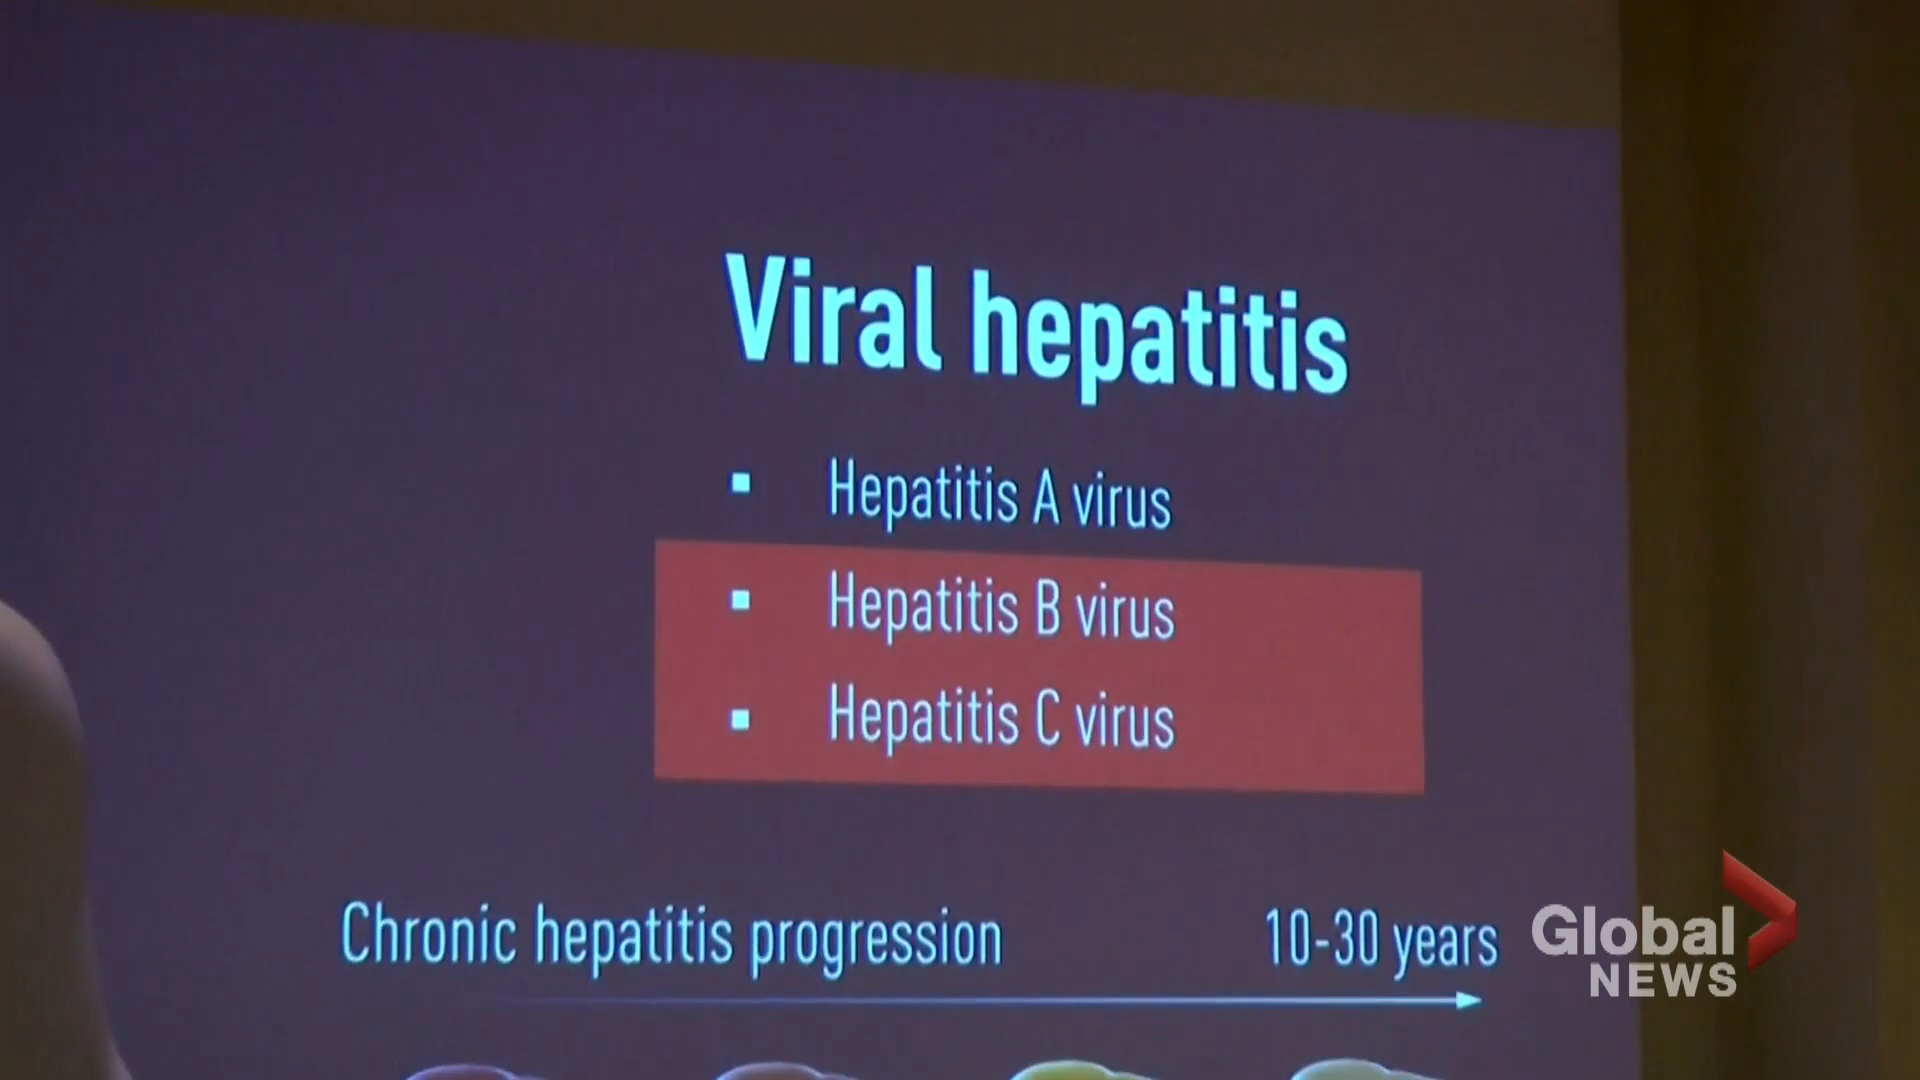 Viral hepatitis
▪ Hepatitis A virus
▪ Hepatitis B virus
▪ Hepatitis C virus
Chronic hepatitis progression 10-30 years
Global
NEWS